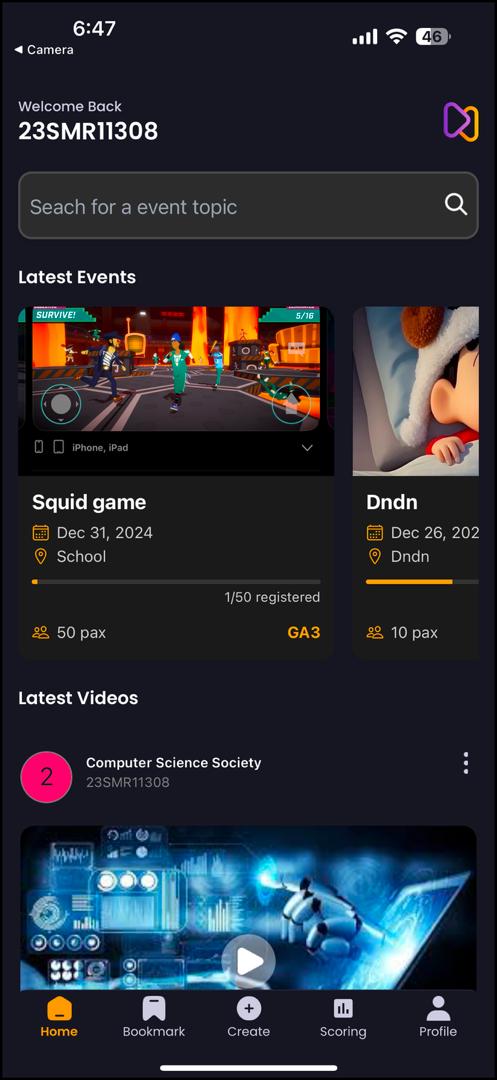 6:47
46
◀ Camera
Welcome Back
23SMR11308
Seach for a event topic
Latest Events
SURVIVE!
5/16
iPhone, iPad
Squid game
Dec 31, 2024
School
1/50 registered
50 pax
GA3
Dndn
Dec 26, 202
Dndn
10 pax
Latest Videos
2
Computer Science Society
23SMR11308
Home
Bookmark
Create
Scoring
Profile